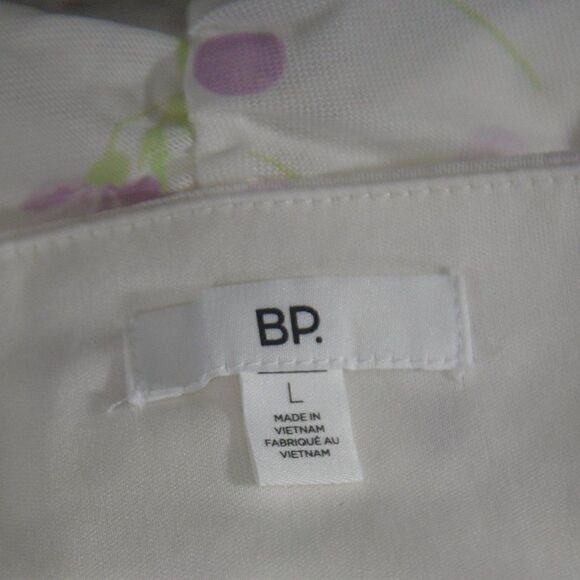 BP.
L
MADE IN
VIETNAM
FABRIQUÉ AU
VIETNAM